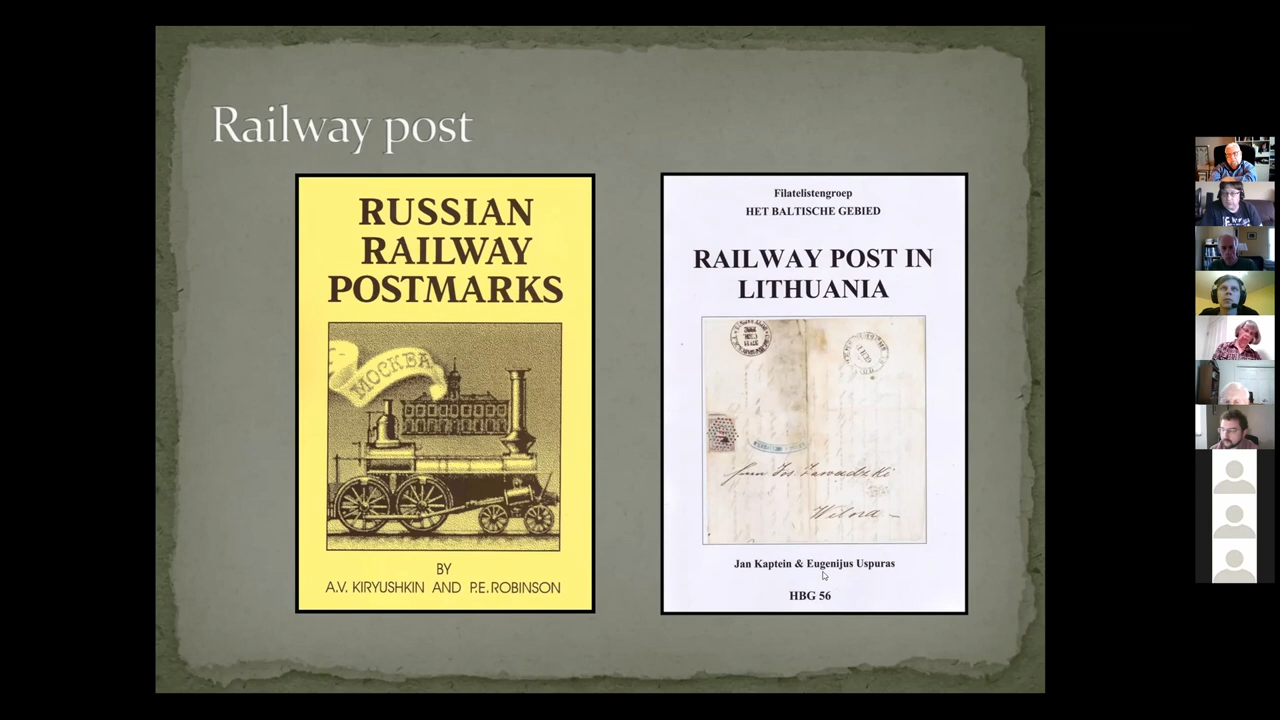 Railway post
RUSSIAN
RAILWAY
POSTMARKS
МОСКВА
BY
A.V. KIRYUSHKIN AND P.E. ROBINSON
Filatelistengroep
HET BALTISCHE GEBIED
RAILWAY POST IN
LITHUANIA
Wilna
Jan Kaptein & Eugenijus Uspuras
HBG 56